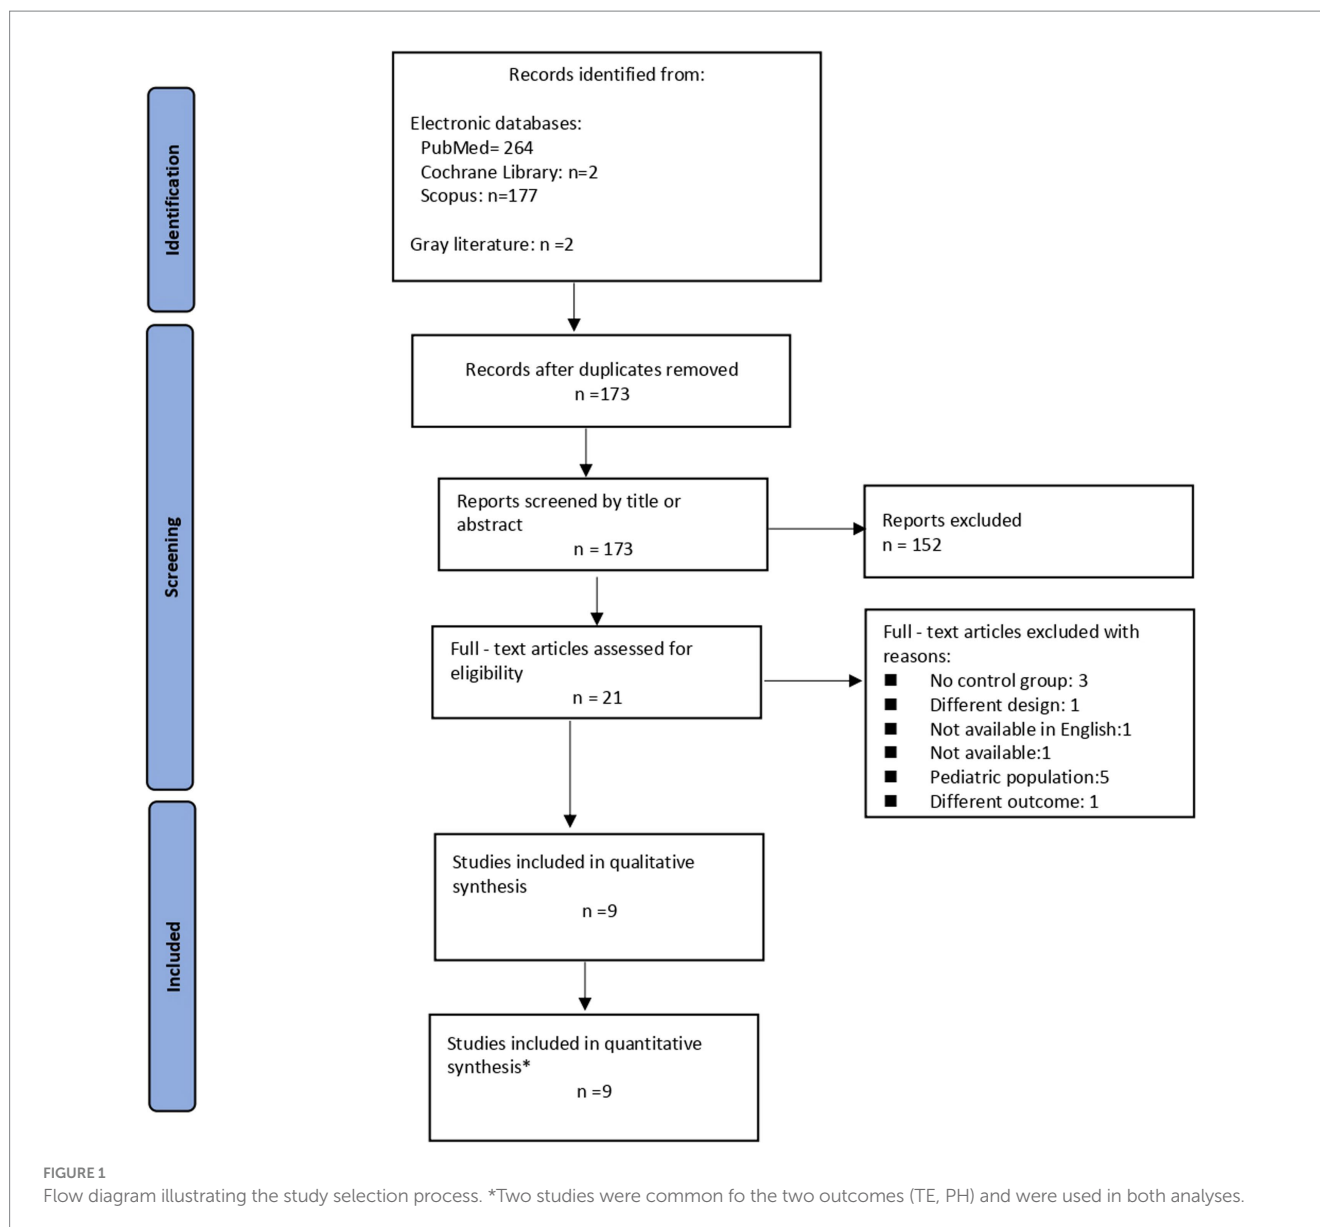 Records identified from:
Electronic databases:
PubMed= 264
Cochrane Library: n=2
Scopus: n=177
Gray literature: n =2
Identification
Records after duplicates removed
n =173
Reports screened by title or
abstract
n = 173
Reports excluded
n = 152
Screening
Full - text articles assessed for
eligibility
n = 21
Full - text articles excluded with
reasons:
■ No control group: 3
■ Different design: 1
■ Not available in English:1
■ Not available:1
■ Pediatric population:5
■ Different outcome: 1
Studies included in qualitative
synthesis
n =9
Included
Studies included in quantitative
synthesis*
n =9
FIGURE 1
Flow diagram illustrating the study selection process. *Two studies were common fo the two outcomes (TE, PH) and were used in both analyses.